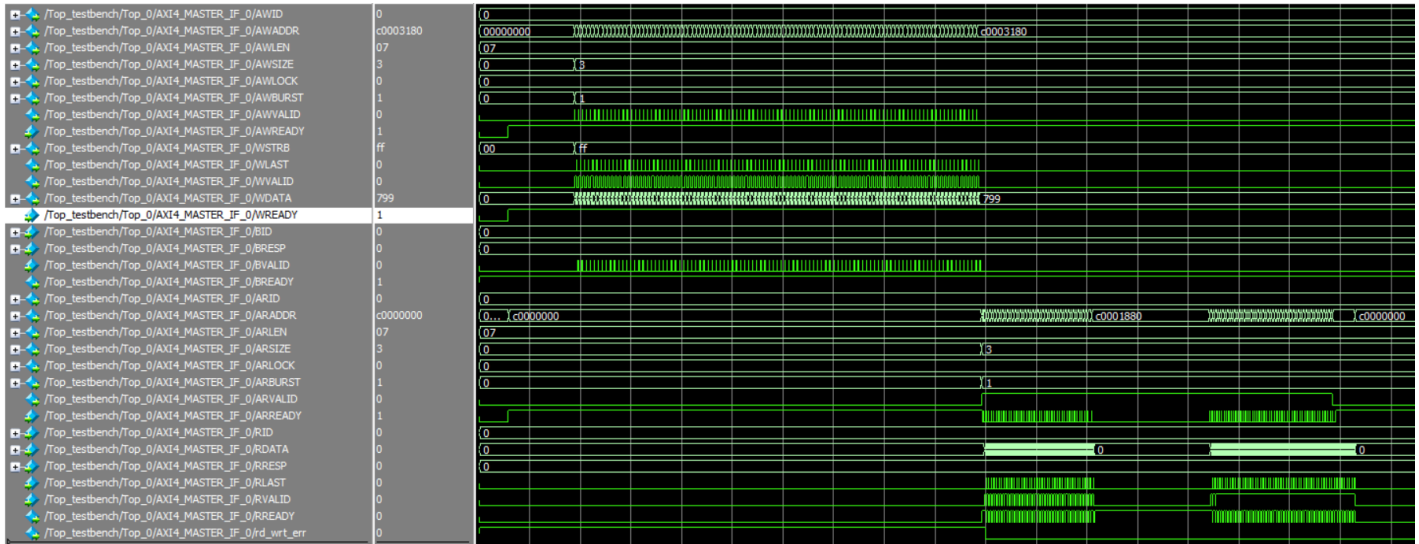 /Top_testbench/Top_0/AXI4_MASTER_IF_0/AWID 0 0
/Top_testbench/Top_0/AXI4_MASTER_IF_0/AWADDR c0003180 00000000 c0003180
/Top_testbench/Top_0/AXI4_MASTER_IF_0/AWLEN 07 07
/Top_testbench/Top_0/AXI4_MASTER_IF_0/AWSIZE 3 0 3
/Top_testbench/Top_0/AXI4_MASTER_IF_0/AWLOCK 0 0
/Top_testbench/Top_0/AXI4_MASTER_IF_0/AWBURST 1 0 1
/Top_testbench/Top_0/AXI4_MASTER_IF_0/AWVALID 0
/Top_testbench/Top_0/AXI4_MASTER_IF_0/AWREADY 1
/Top_testbench/Top_0/AXI4_MASTER_IF_0/WSTRB ff 00 ff
/Top_testbench/Top_0/AXI4_MASTER_IF_0/WLAST 0
/Top_testbench/Top_0/AXI4_MASTER_IF_0/WVALID 0
/Top_testbench/Top_0/AXI4_MASTER_IF_0/WDATA 799 0 799
/Top_testbench/Top_0/AXI4_MASTER_IF_0/WREADY 1
/Top_testbench/Top_0/AXI4_MASTER_IF_0/BID 0 0
/Top_testbench/Top_0/AXI4_MASTER_IF_0/BRESP 0 0
/Top_testbench/Top_0/AXI4_MASTER_IF_0/BVALID 0
/Top_testbench/Top_0/AXI4_MASTER_IF_0/BREADY 1
/Top_testbench/Top_0/AXI4_MASTER_IF_0/ARID 0 0
/Top_testbench/Top_0/AXI4_MASTER_IF_0/ARADDR c0000000 0... c0000000 c0001880 c0000000
/Top_testbench/Top_0/AXI4_MASTER_IF_0/ARLEN 07 07
/Top_testbench/Top_0/AXI4_MASTER_IF_0/ARSIZE 3 0 3
/Top_testbench/Top_0/AXI4_MASTER_IF_0/ARLOCK 0 0
/Top_testbench/Top_0/AXI4_MASTER_IF_0/ARBURST 1 0 1
/Top_testbench/Top_0/AXI4_MASTER_IF_0/ARVALID 0
/Top_testbench/Top_0/AXI4_MASTER_IF_0/ARREADY 1
/Top_testbench/Top_0/AXI4_MASTER_IF_0/RID 0 0
/Top_testbench/Top_0/AXI4_MASTER_IF_0/RDATA 0 0 0 0
/Top_testbench/Top_0/AXI4_MASTER_IF_0/RRESP 0 0
/Top_testbench/Top_0/AXI4_MASTER_IF_0/RLAST 0
/Top_testbench/Top_0/AXI4_MASTER_IF_0/RVALID 0
/Top_testbench/Top_0/AXI4_MASTER_IF_0/RREADY 0
/Top_testbench/Top_0/AXI4_MASTER_IF_0/rd_wrt_err 0